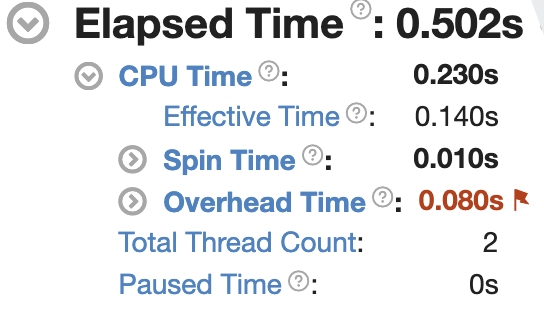 Elapsed Time ?: 0.502s
CPU Time ?: 0.230s
Effective Time ?: 0.140s
Spin Time ?: 0.010s
Overhead Time ?: 0.080s
Total Thread Count: 2
Paused Time ?: 0s